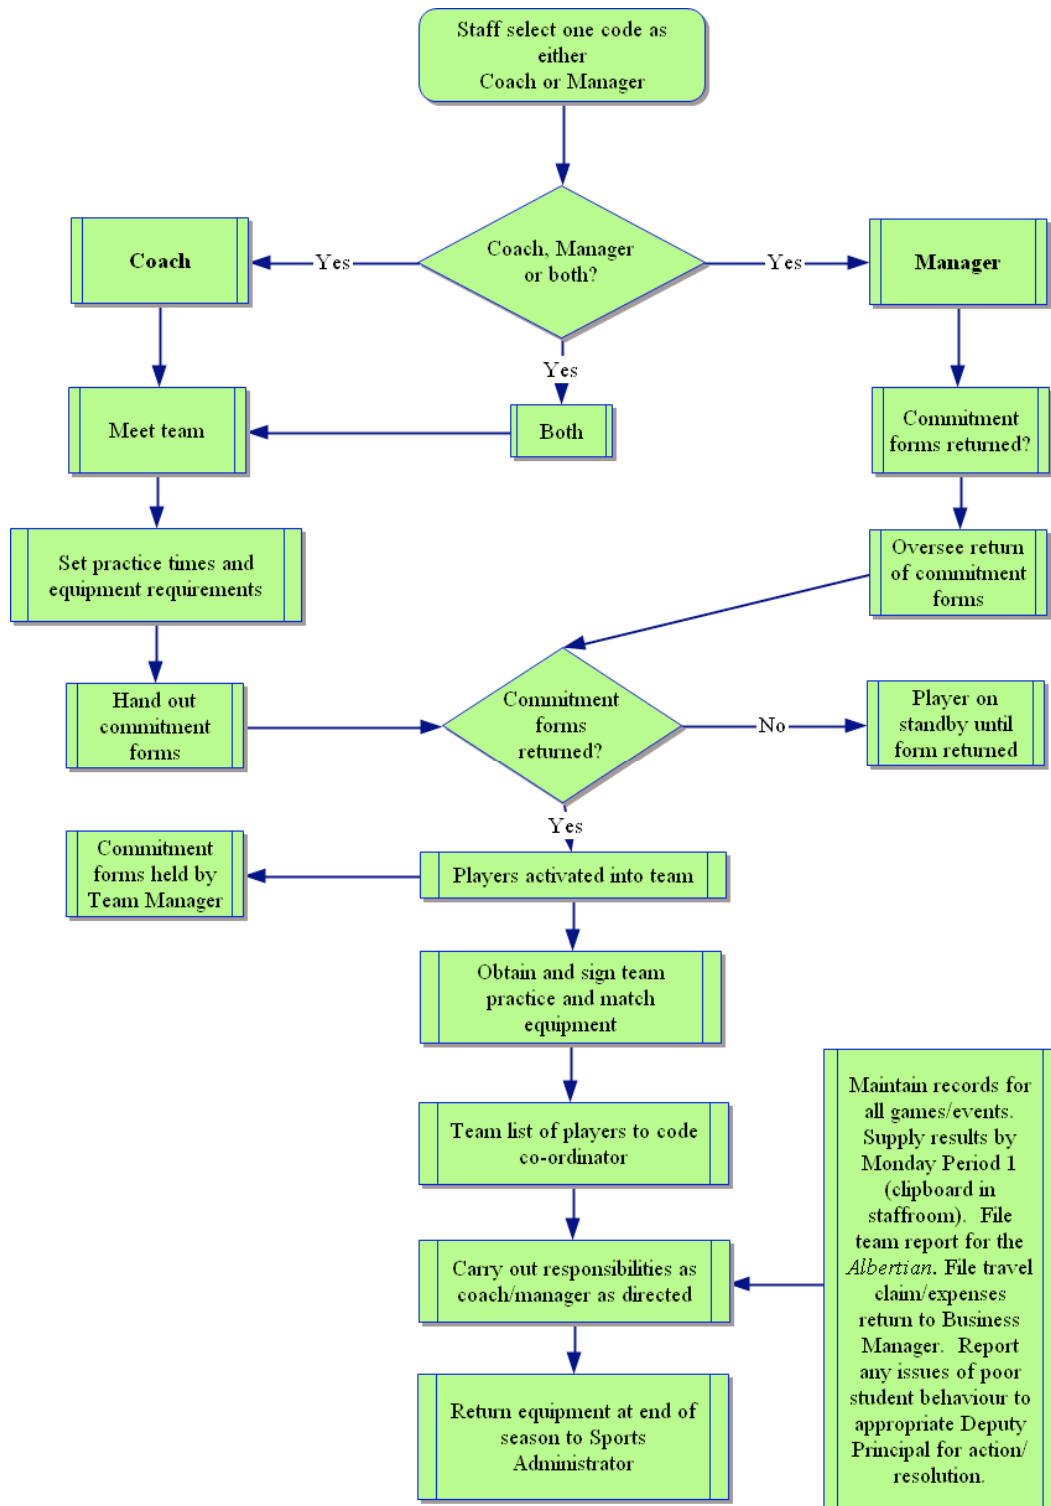 Staff select one code as
either
Coach or Manager
Coach, Manager
or both?
Yes
Yes
Yes
Coach
Manager
Both
Meet team
Commitment
forms returned?
Set practice times and
equipment requirements
Oversee return
of commitment
forms
Hand out
commitment
forms
Commitment
forms
returned?
No
Player on
standby until
form returned
Yes
Commitment
forms held by
Team Manager
Players activated into team
Obtain and sign team
practice and match
equipment
Team list of players to code
co-ordinator
Carry out responsibilities as
coach/manager as directed
Return equipment at end of
season to Sports
Administrator
Maintain records for
all games/events.
Supply results by
Monday Period 1
(clipboard in
staffroom). File
team report for the
Albertian. File travel
claim/expenses
return to Business
Manager. Report
any issues of poor
student behaviour to
appropriate Deputy
Principal for action/
resolution.